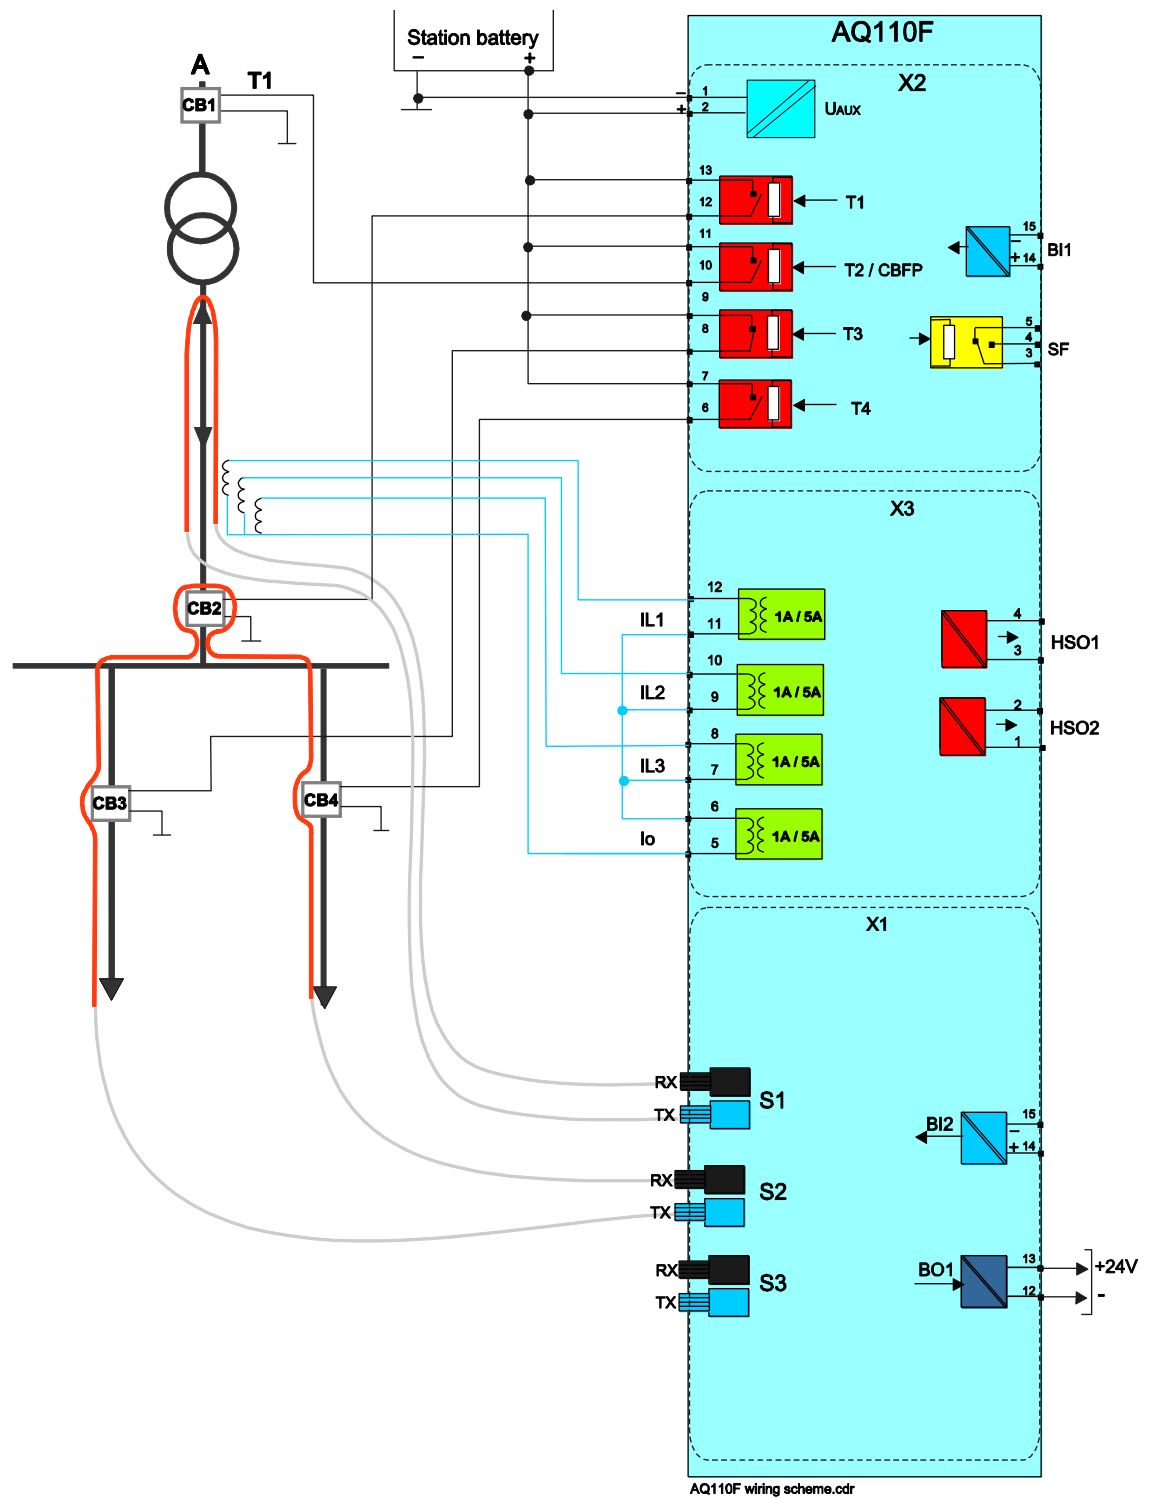 AQ110F
Station battery
− +
X2
A
T1
CB1
− 1
+ 2
UAUX
13
12
T1
11
10
T2 / CBFP
9
8
T3
7
6
T4
15
−
+ 14
BI1
5
4
3
SF
X3
12
IL1 11
1A / 5A
10
IL2 9
1A / 5A
8
IL3 7
1A / 5A
6
Io 5
1A / 5A
4
3
HSO1
2
1
HSO2
CB2
CB3
CB4
X1
RX
TX
S1
RX
TX
S2
RX
TX
S3
BI2
15
−
+ 14
BO1
13
12
+24V
-
AQ110F wiring scheme.cdr